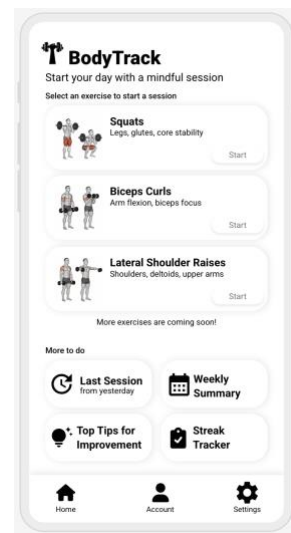 BodyTrack
Start your day with a mindful session
Select an exercise to start a session
Squats
Legs, glutes, core stability
Start
Biceps Curls
Arm flexion, biceps focus
Start
Lateral Shoulder Raises
Shoulders, deltoids, upper arms
Start
More exercises are coming soon!
More to do
Last Session
from yesterday
Weekly
Summary
Top Tips for
Improvement
Streak
Tracker
Home
Account
Settings